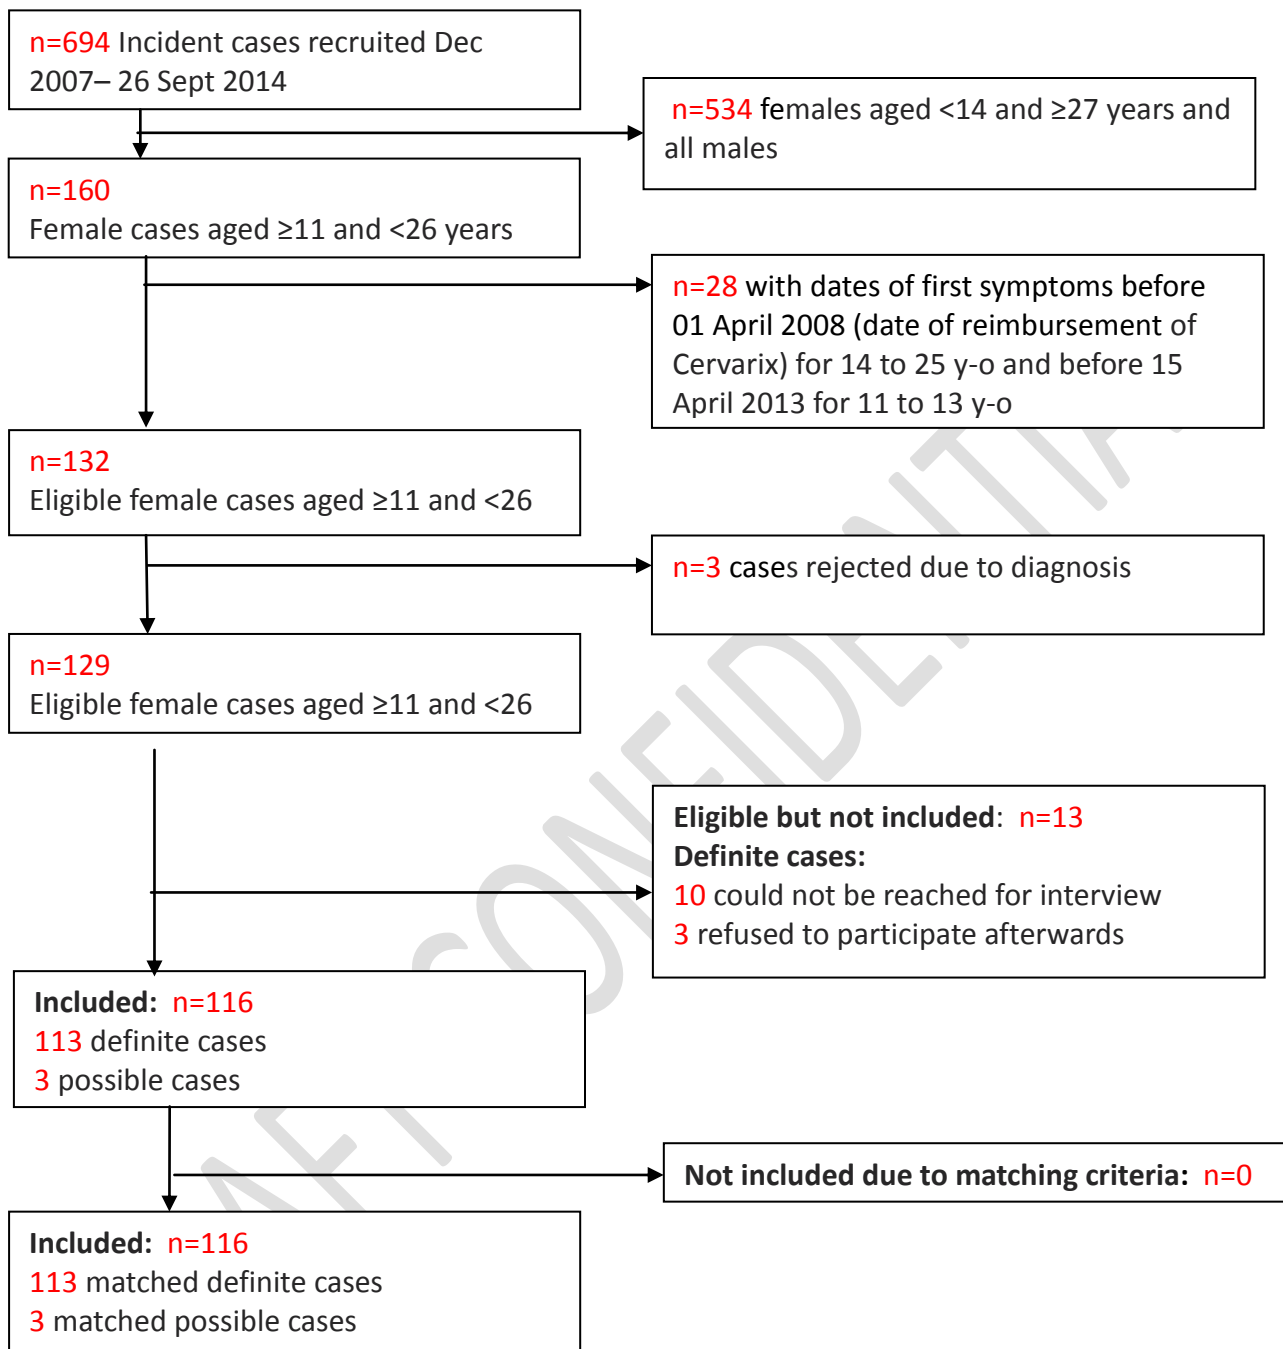 n=694 Incident cases recruited Dec
2007– 26 Sept 2014
n=534 females aged <14 and ≥27 years and
all males
n=160
Female cases aged ≥11 and <26 years
n=28 with dates of first symptoms before
01 April 2008 (date of reimbursement of
Cervarix) for 14 to 25 y-o and before 15
April 2013 for 11 to 13 y-o
n=132
Eligible female cases aged ≥11 and <26
n=3 cases rejected due to diagnosis
n=129
Eligible female cases aged ≥11 and <26
Eligible but not included: n=13
Definite cases:
10 could not be reached for interview
3 refused to participate afterwards
Included: n=116
113 definite cases
3 possible cases
Not included due to matching criteria: n=0
Included: n=116
113 matched definite cases
3 matched possible cases
AFT CONFIDENTIA